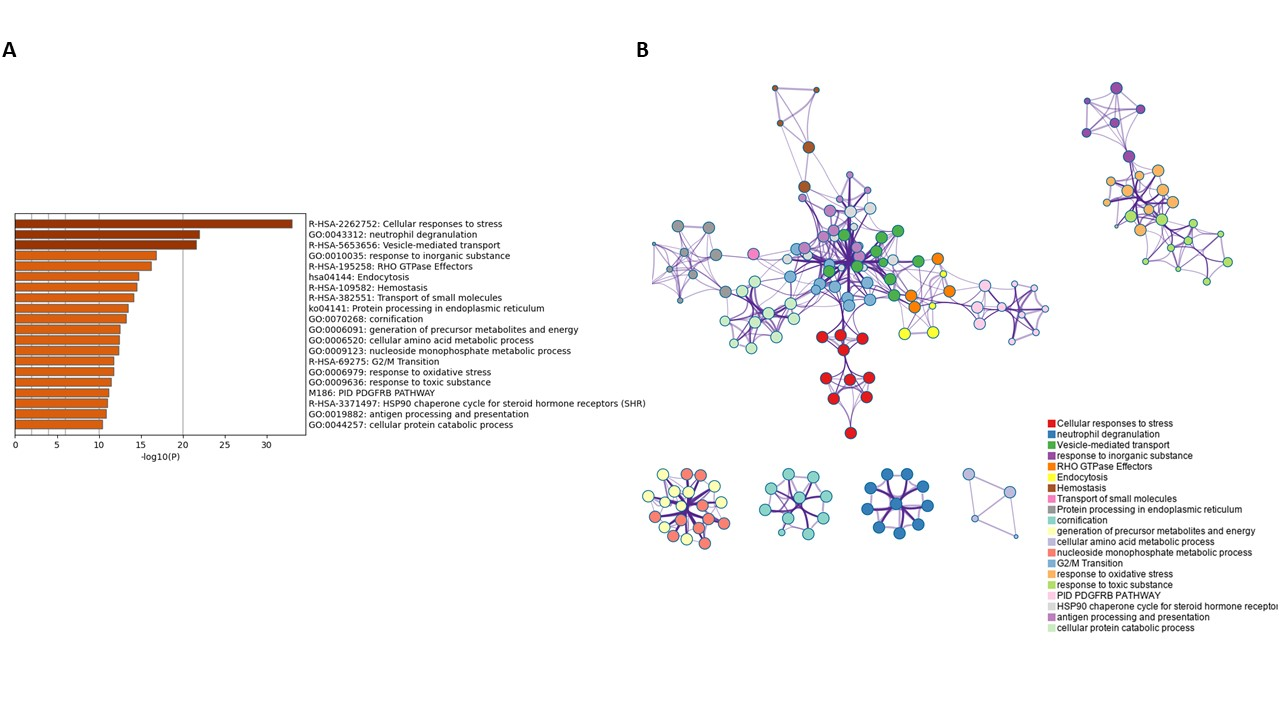 A
B
R-HSA-2262752: Cellular responses to stress
GO:0043312: neutrophil degranulation
R-HSA-5653656: Vesicle-mediated transport
GO:0010035: response to inorganic substance
R-HSA-195258: RHO GTPase Effectors
hsa04144: Endocytosis
R-HSA-109582: Hemostasis
R-HSA-382551: Transport of small molecules
ko04141: Protein processing in endoplasmic reticulum
GO:0070268: cornification
GO:0006091: generation of precursor metabolites and energy
GO:0006520: cellular amino acid metabolic process
GO:0009123: nucleoside monophosphate metabolic process
R-HSA-69275: G2/M Transition
GO:0006979: response to oxidative stress
GO:0009636: response to toxic substance
M186: PID PDGFRB PATHWAY
R-HSA-3371497: HSP90 chaperone cycle for steroid hormone receptors (SHR)
GO:0019882: antigen processing and presentation
GO:0044257: cellular protein catabolic process
0 5 10 15 20 25 30
-log10(P)
Cellular responses to stress
neutrophil degranulation
Vesicle-mediated transport
response to inorganic substance
RHO GTPase Effectors
Endocytosis
Hemostasis
Transport of small molecules
Protein processing in endoplasmic reticulum
cornification
generation of precursor metabolites and energy
cellular amino acid metabolic process
nucleoside monophosphate metabolic process
G2/M Transition
response to oxidative stress
response to toxic substance
PID PDGFRB PATHWAY
HSP90 chaperone cycle for steroid hormone receptor
antigen processing and presentation
cellular protein catabolic process